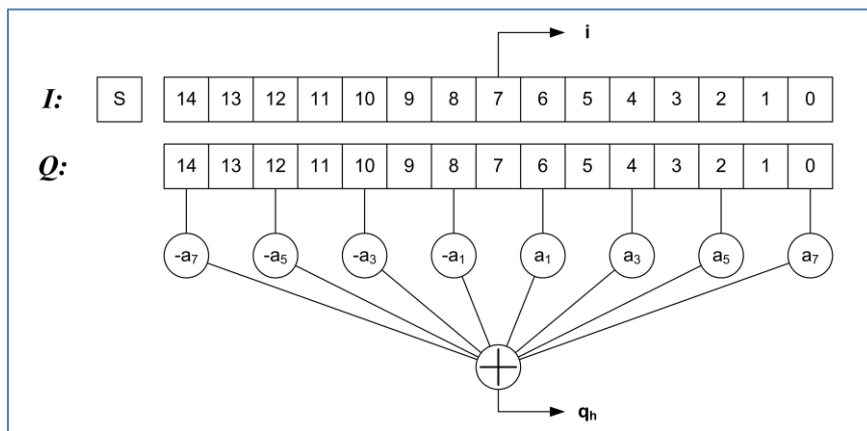 i
I: S 14 13 12 11 10 9 8 7 6 5 4 3 2 1 0
Q: 14 13 12 11 10 9 8 7 6 5 4 3 2 1 0
-a₇ -a₅ -a₃ -a₁ a₁ a₃ a₅ a₇
qₕ